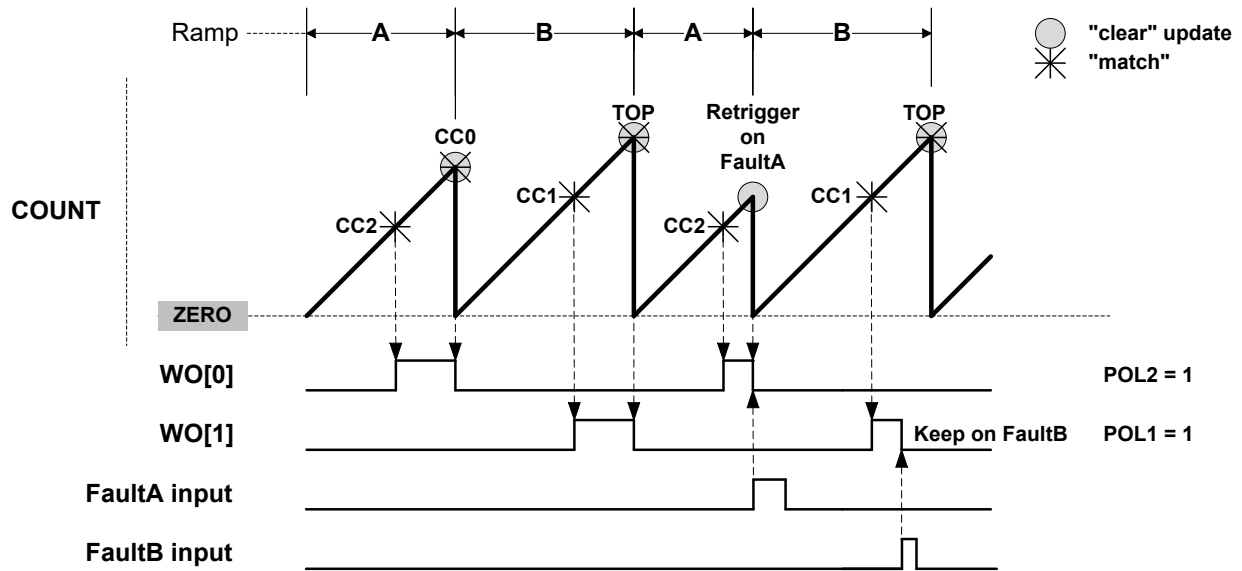 Ramp A B A B
"clear" update
"match"
TOP Retrigger TOP
on
CC0 FaultA
CC1 CC1
COUNT
CC2 CC2
ZERO
WO[0] POL2 = 1
WO[1] Keep on FaultB POL1 = 1
FaultA input
FaultB input